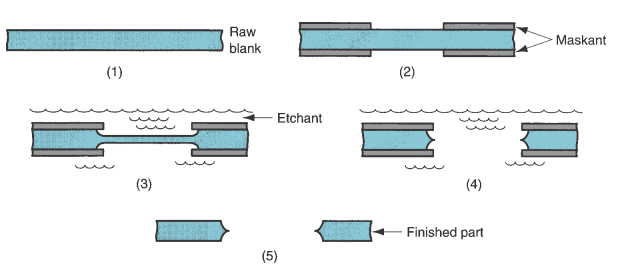 Raw
blank
(1)
Maskant
(2)
Etchant
(3)
(4)
Finished part
(5)